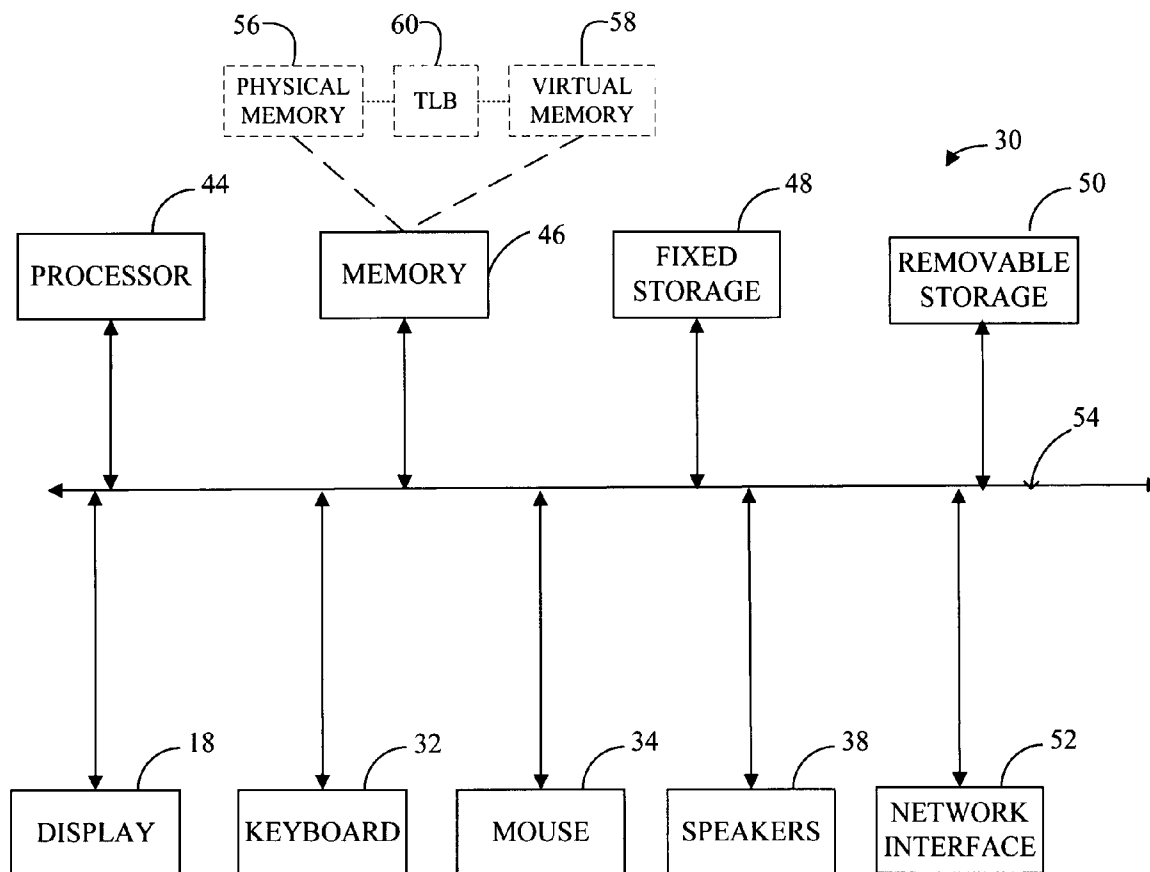 56
60
58
PHYSICAL
MEMORY
TLB
VIRTUAL
MEMORY
30
44
46
48
50
PROCESSOR
MEMORY
FIXED
STORAGE
REMOVABLE
STORAGE
54
18
32
34
38
52
DISPLAY
KEYBOARD
MOUSE
SPEAKERS
NETWORK
INTERFACE